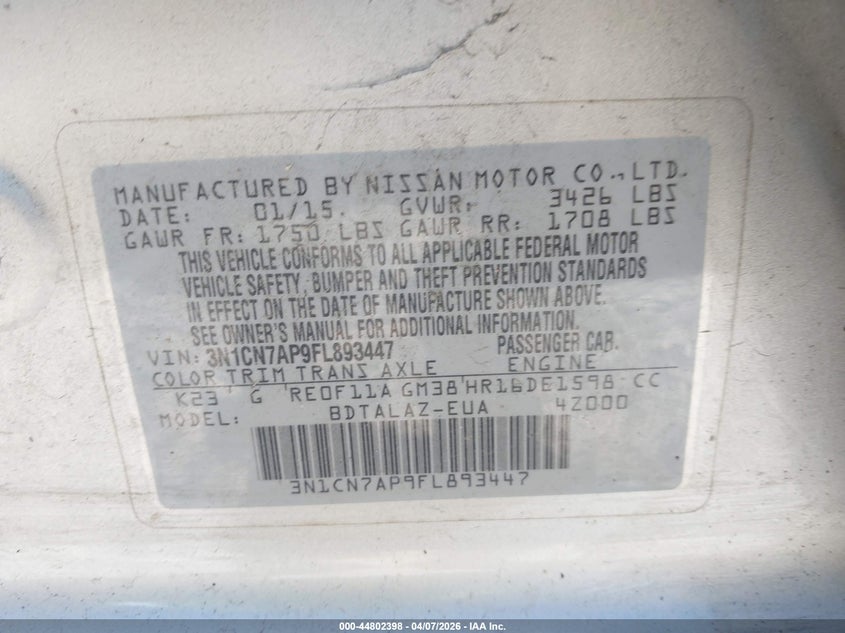 MANUFACTURED BY NISSAN MOTOR CO.,LTD.
DATE: 01/15. GVWR: 3426 LBS
GAWR FR: 1750 LBS GAWR RR: 1708 LBS
THIS VEHICLE CONFORMS TO ALL APPLICABLE FEDERAL MOTOR
VEHICLE SAFETY, BUMPER AND THEFT PREVENTION STANDARDS
IN EFFECT ON THE DATE OF MANUFACTURE SHOWN ABOVE.
SEE OWNER'S MANUAL FOR ADDITIONAL INFORMATION.
VIN: 3N1CN7AP9FL893447 PASSENGER CAR.
COLOR TRIM TRANS AXLE ENGINE
K23 G RE0F11A GM38 HR16DE1598 CC
MODEL: BDTALAZ-EUA 4Z000
3N1CN7AP9FL893447
000-44802398 - 04/07/2026 - IAA Inc.